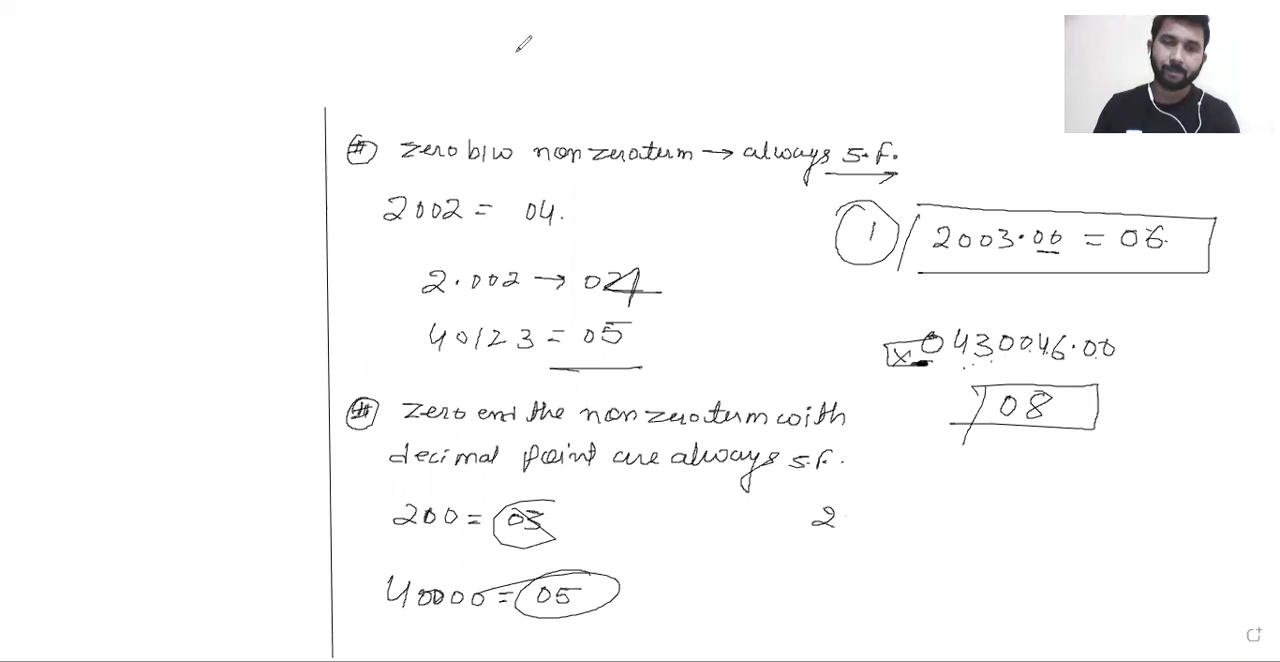 # zero b/w non zero term → always S.F.
2002 = 04.
2.002 → 04
40123 = 05
# zero end the non zero term with
decimal point are always S.F.
200 = 03
40000 = 05
1 2003.00 = 06
x 0430046.00
08
2